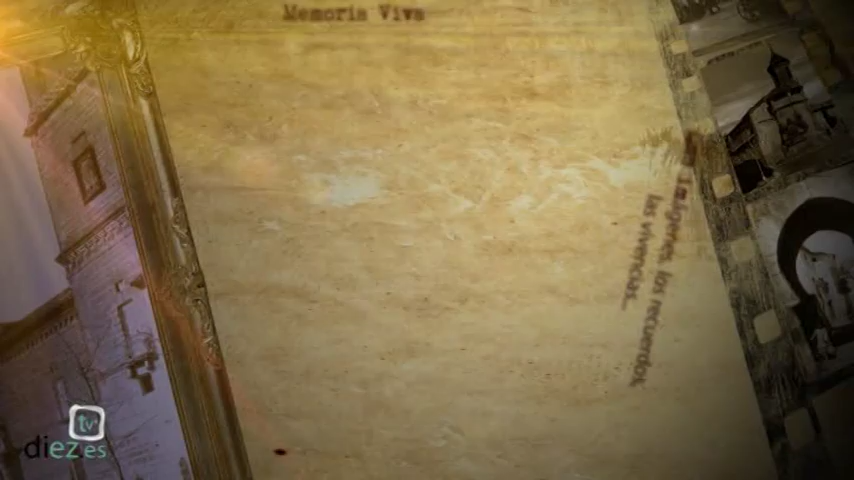 Memoria Viva
Imágenes, los recuerdos,
las vivencias...
tv
diez.es